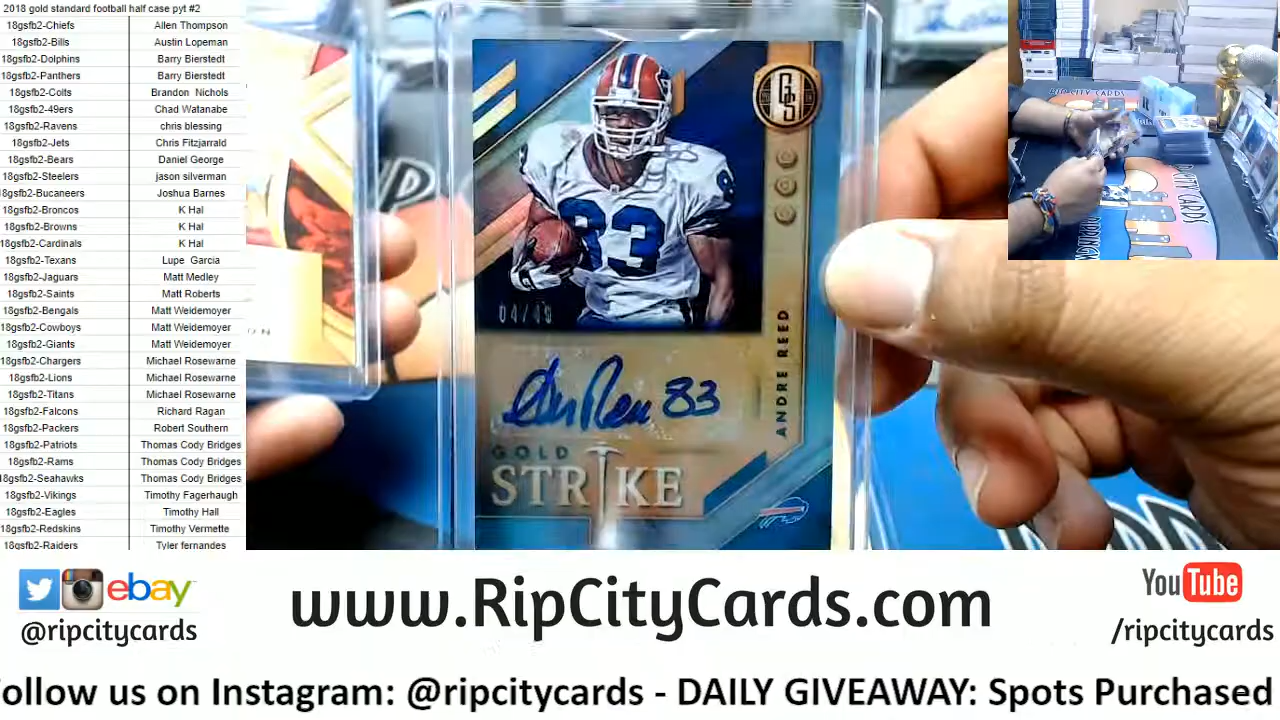 2018 gold standard football half case pyt #2
18gsfb2-Chiefs Allen Thompson
18gsfb2-Bills Austin Lopeman
18gsfb2-Dolphins Barry Bierstedt
18gsfb2-Panthers Barry Bierstedt
18gsfb2-Colts Brandon Nichols
18gsfb2-49ers Chad Watanabe
18gsfb2-Ravens chris blessing
18gsfb2-Jets Chris Fitzjarrald
18gsfb2-Bears Daniel George
18gsfb2-Steelers jason silverman
18gsfb2-Bucaneers Joshua Barnes
18gsfb2-Broncos K Hal
18gsfb2-Browns K Hal
18gsfb2-Cardinals K Hal
18gsfb2-Texans Lupe Garcia
18gsfb2-Jaguars Matt Medley
18gsfb2-Saints Matt Roberts
18gsfb2-Bengals Matt Weidemoyer
18gsfb2-Cowboys Matt Weidemoyer
18gsfb2-Giants Matt Weidemoyer
18gsfb2-Chargers Michael Rosewarne
18gsfb2-Lions Michael Rosewarne
18gsfb2-Titans Michael Rosewarne
18gsfb2-Falcons Richard Ragan
18gsfb2-Packers Robert Southern
18gsfb2-Patriots Thomas Cody Bridges
18gsfb2-Rams Thomas Cody Bridges
18gsfb2-Seahawks Thomas Cody Bridges
18gsfb2-Vikings Timothy Fagerhaugh
18gsfb2-Eagles Timothy Hall
18gsfb2-Redskins Timothy Vermette
18gsfb2-Raiders Tyler fernandes
83
GS
04/49
ANDRE REED
83
GOLD
STRIKE
RIP CITY CARDS
ebay
@ripcitycards
www.RipCityCards.com
YouTube
/ripcitycards
ollow us on Instagram: @ripcitycards - DAILY GIVEAWAY: Spots Purchased